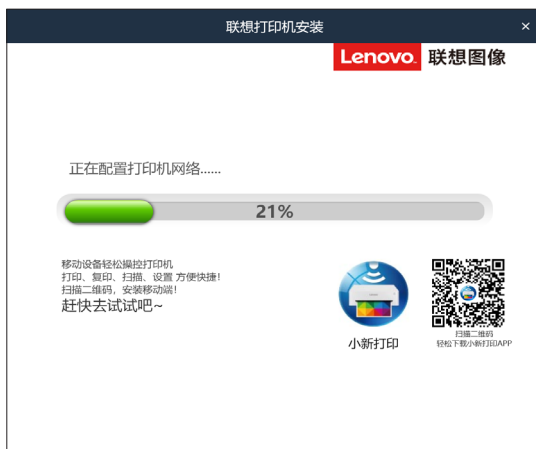 联想打印机安装 ×
Lenovo. 联想图像
正在配置打印机网络......
21%
移动设备轻松操控打印机
打印、复印、扫描、设置 方便快捷！
扫描二维码，安装移动端！
赶快去试试吧~
小新打印
扫描二维码
轻松下载小新打印APP